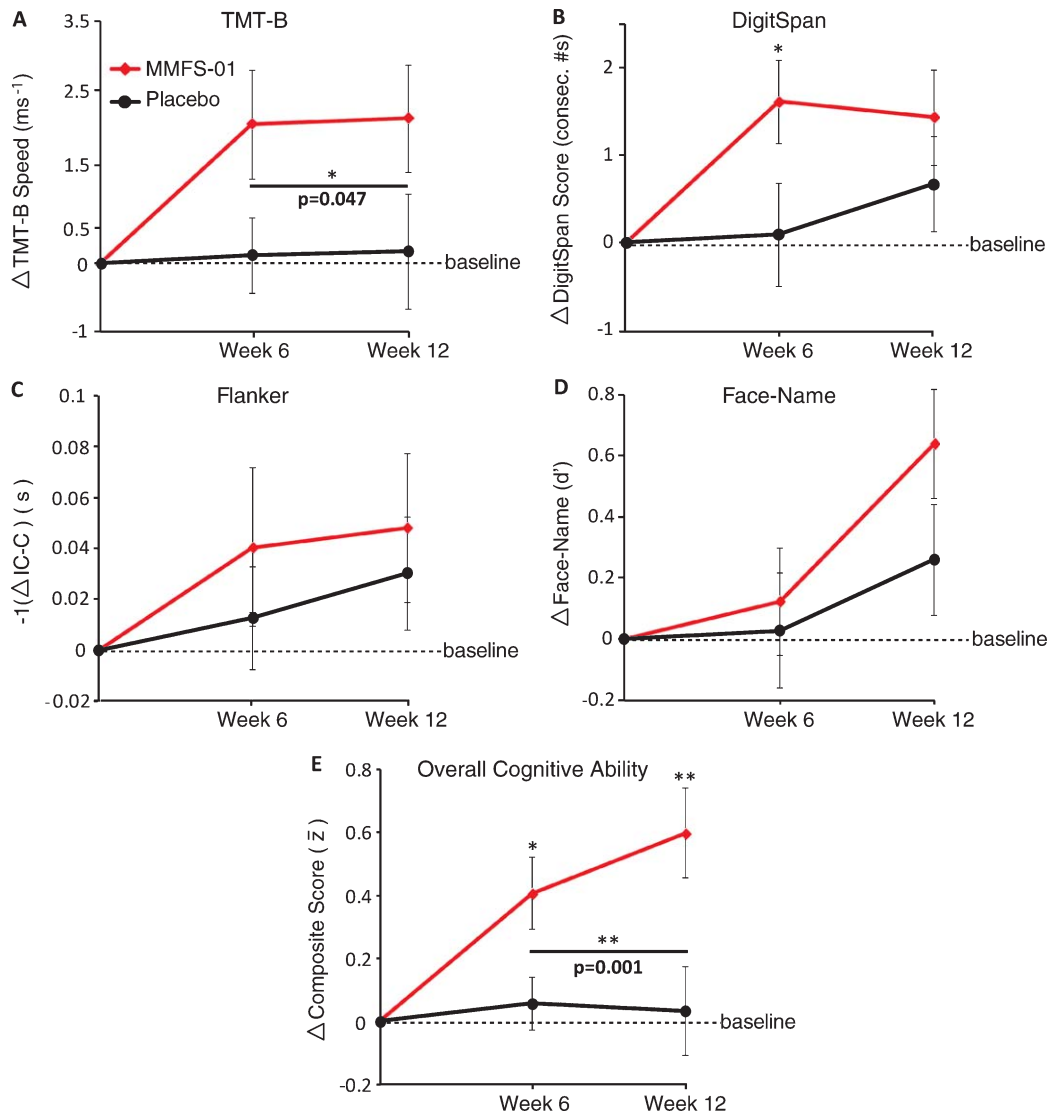 A
TMT-B
3.5
2.5
1.5
0.5
0
-1
△TMT-B Speed (ms⁻¹)
MMFS-01
Placebo
*
p=0.047
baseline
Week 6
Week 12
B
DigitSpan
2
1
0
-1
△DigitSpan Score (consec. #s)
*
baseline
Week 6
Week 12
C
Flanker
0.1
0.08
0.06
0.04
0.02
0
-0.02
-1(△IC-C) (s)
baseline
Week 6
Week 12
D
Face-Name
0.8
0.6
0.4
0.2
0
-0.2
△Face-Name (d')
baseline
Week 6
Week 12
E
Overall Cognitive Ability
0.8
0.6
0.4
0.2
0
-0.2
△Composite Score (z̄)
*
**
**
p=0.001
baseline
Week 6
Week 12